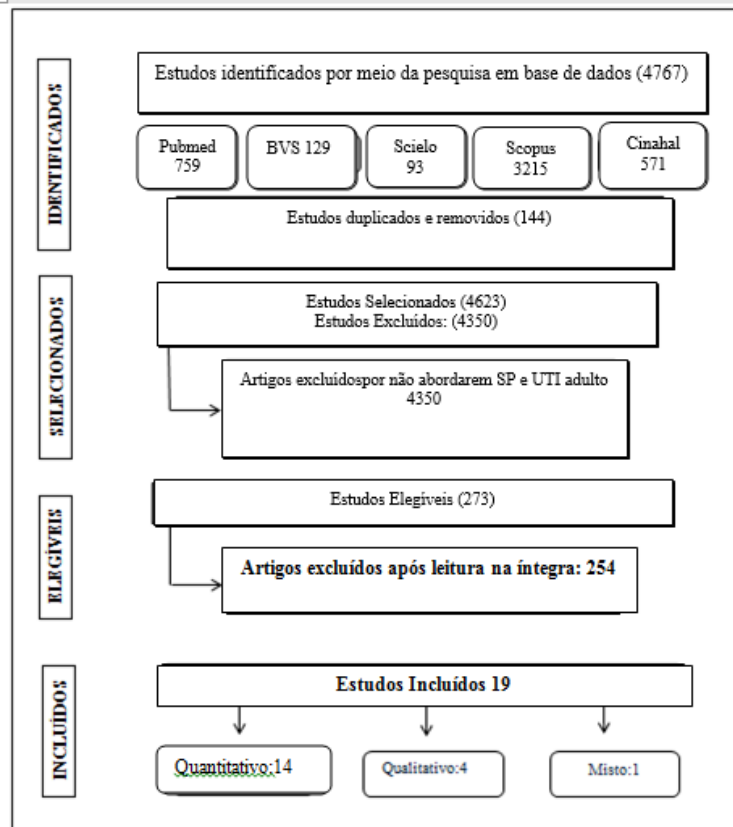 IDENTIFICADOS
Estudos identificados por meio da pesquisa em base de dados (4767)
Pubmed
759
BVS 129
Scielo
93
Scopus
3215
Cinahal
571
Estudos duplicados e removidos (144)
SELECIONADOS
Estudos Selecionados (4623)
Estudos Excluídos: (4350)
Artigos excluídospor não abordarem SP e UTI adulto
4350
ELEGÍVEIS
Estudos Elegíveis (273)
Artigos excluídos após leitura na íntegra: 254
INCLUÍDOS
Estudos Incluídos 19
Quantitativo:14
Qualitativo:4
Misto:1